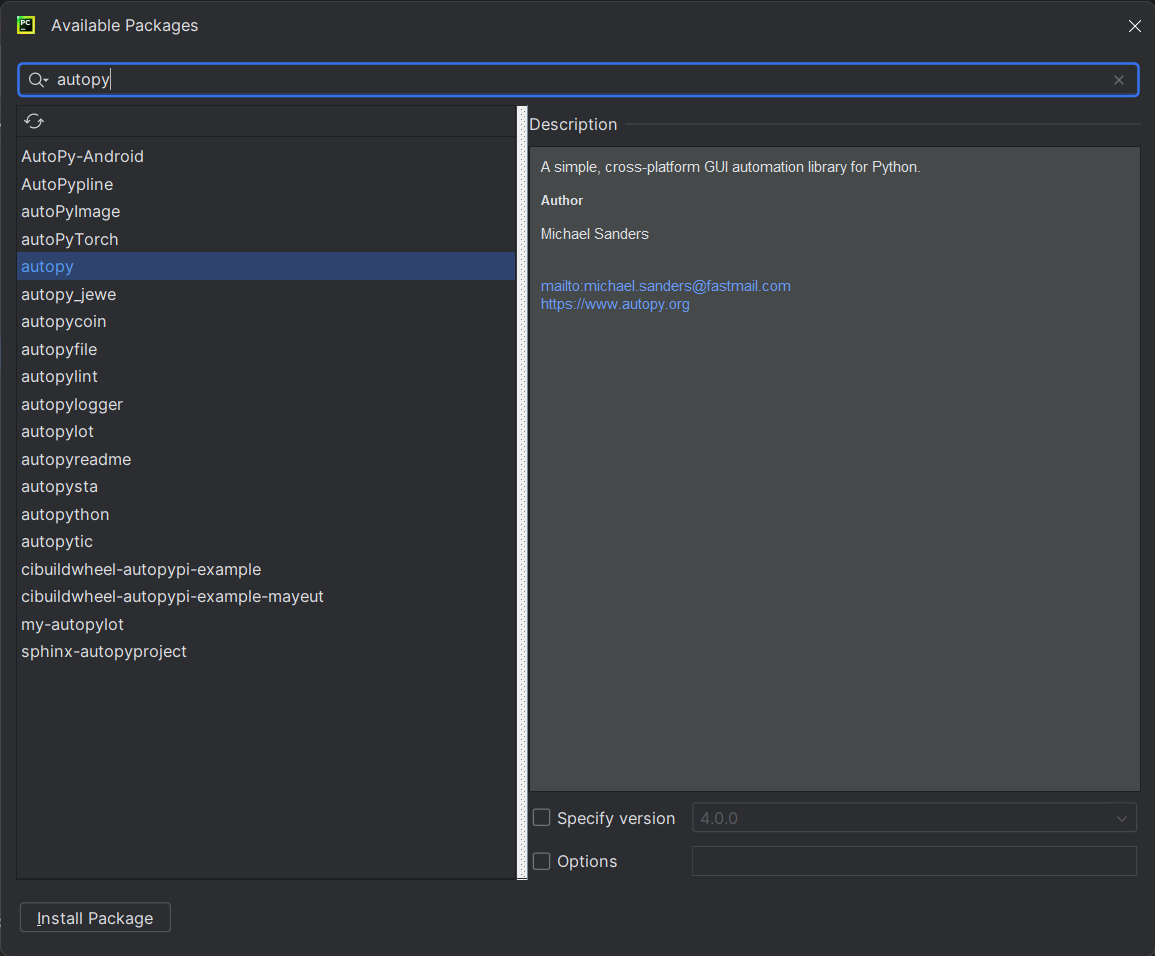 PC
Available Packages
autopy
Description
AutoPy-Android
AutoPypline
autoPyImage
autoPyTorch
autopy
autopy_jewe
autopycoin
autopyfile
autopylint
autopylogger
autopylot
autopyreadme
autopysta
autopython
autopytic
cibuildwheel-autopypi-example
cibuildwheel-autopypi-example-mayeut
my-autopylot
sphinx-autopyproject
A simple, cross-platform GUI automation library for Python.
Author
Michael Sanders
mailto:michael.sanders@fastmail.com
https://www.autopy.org
Specify version 4.0.0
Options
Install Package